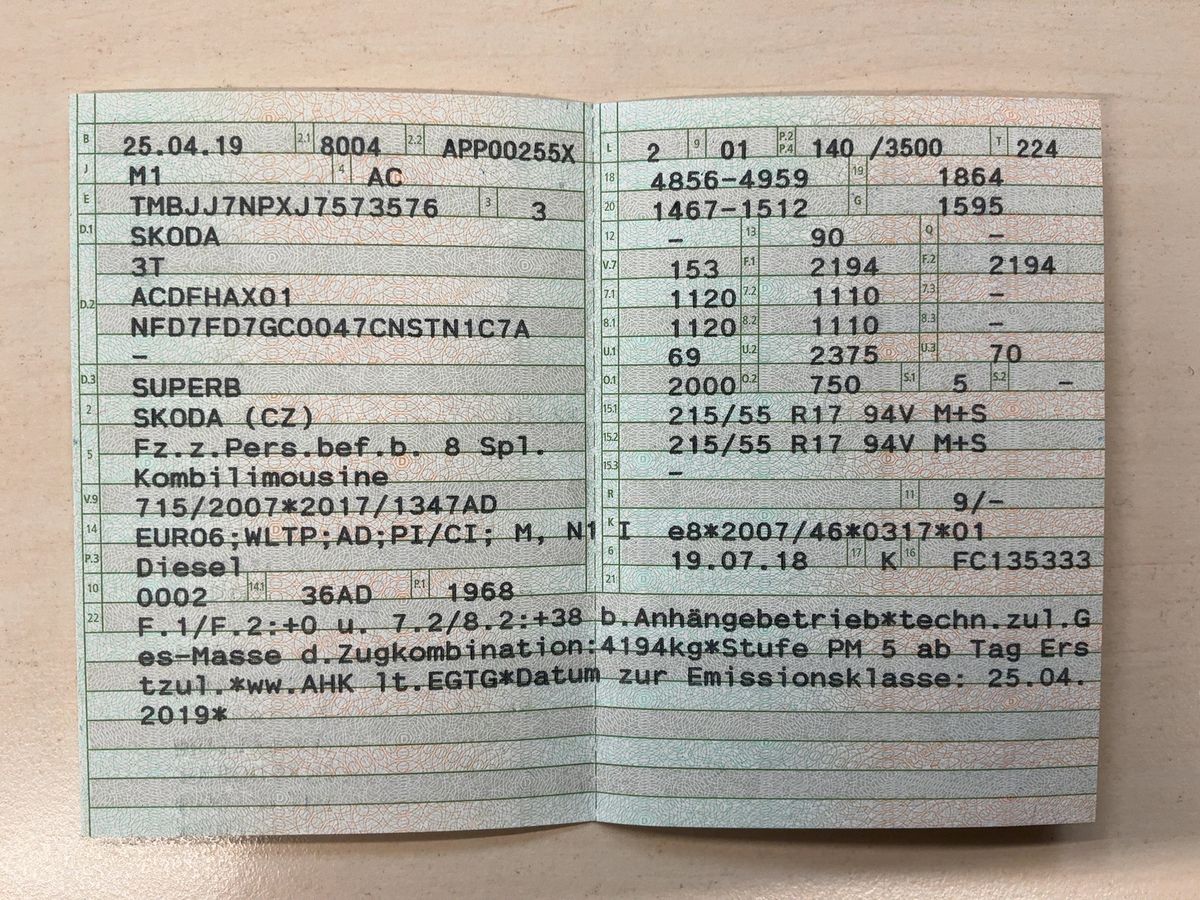 B 25.04.19 2.1 8004 2.2 APP00255X
J M1 4 AC
E TMBJJ7NPXJ7573576 3 3
D.1 SKODA
3T
D.2 ACDFHAX01
NFD7FD7GC0047CNSTN1C7A
–
D.3 SUPERB
2 SKODA (CZ)
5 Fz.z.Pers.bef.b. 8 Spl.
Kombilimousine
V.9 715/2007*2017/1347AD
14 EURO6;WLTP;AD;PI/CI; M, N1 I
P.3 Diesel
10 0002 14.1 36AD P.1 1968
L 2 9 01 P.2 P.4 140 /3500 T 224
18 4856-4959 19 1864
20 1467-1512 G 1595
12 – 13 90 Q –
V.7 153 F.1 2194 F.2 2194
7.1 1120 7.2 1110 7.3 –
8.1 1120 8.2 1110 8.3 –
U.1 69 U.2 2375 U.3 70
O.1 2000 O.2 750 S.1 5 S.2 –
15.1 215/55 R17 94V M+S
15.2 215/55 R17 94V M+S
15.3 –
R 11 9/-
K e8*2007/46*0317*01
6 19.07.18 17 K 16 FC135333
21
22 F.1/F.2:+0 u. 7.2/8.2:+38 b.Anhängebetrieb*techn.zul.G
es-Masse d.Zugkombination:4194kg*Stufe PM 5 ab Tag Ers
tzul.*ww.AHK lt.EGTG*Datum zur Emissionsklasse: 25.04.
2019*